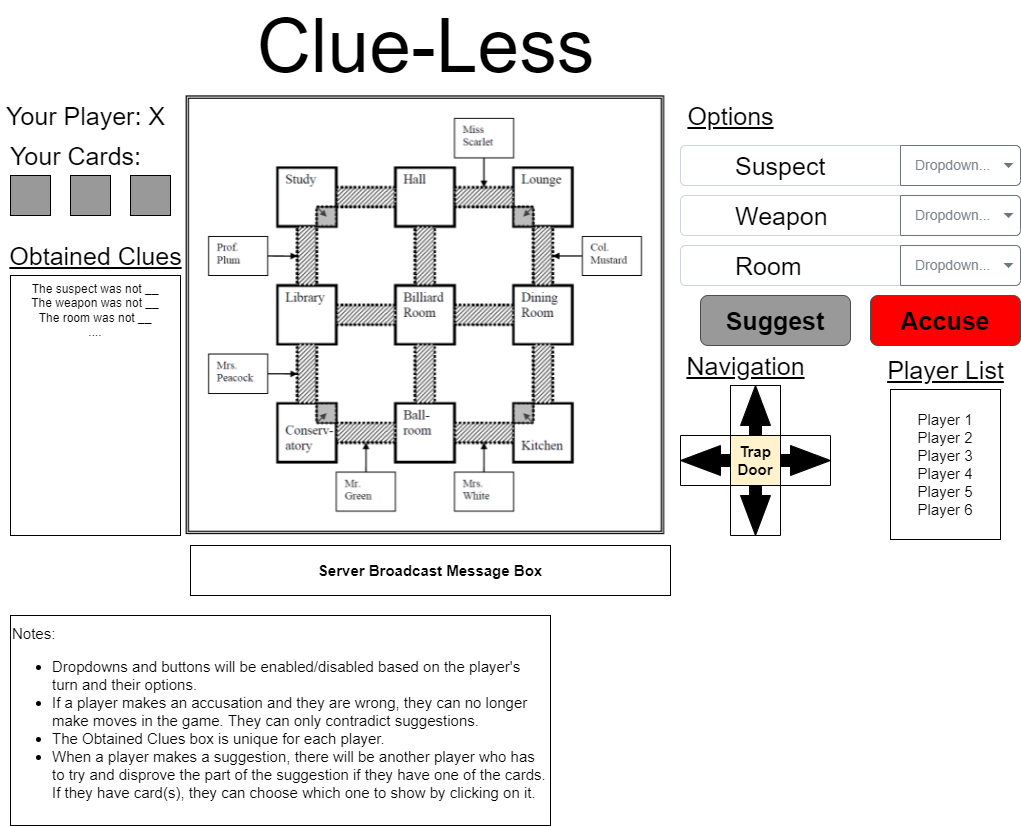 Clue-Less
Your Player: X
Your Cards:
Obtained Clues
The suspect was not __
The weapon was not __
The room was not __
....
Miss
Scarlet
Study
Hall
Lounge
Prof.
Plum
Col.
Mustard
Library
Billiard
Room
Dining
Room
Mrs.
Peacock
Conserv-
atory
Ball-
room
Kitchen
Mr.
Green
Mrs.
White
Server Broadcast Message Box
Options
Suspect Dropdown...
Weapon Dropdown...
Room Dropdown...
Suggest Accuse
Navigation
Trap
Door
Player List
Player 1
Player 2
Player 3
Player 4
Player 5
Player 6
Notes:
• Dropdowns and buttons will be enabled/disabled based on the player's
turn and their options.
• If a player makes an accusation and they are wrong, they can no longer
make moves in the game. They can only contradict suggestions.
• The Obtained Clues box is unique for each player.
• When a player makes a suggestion, there will be another player who has
to try and disprove the part of the suggestion if they have one of the cards.
If they have card(s), they can choose which one to show by clicking on it.